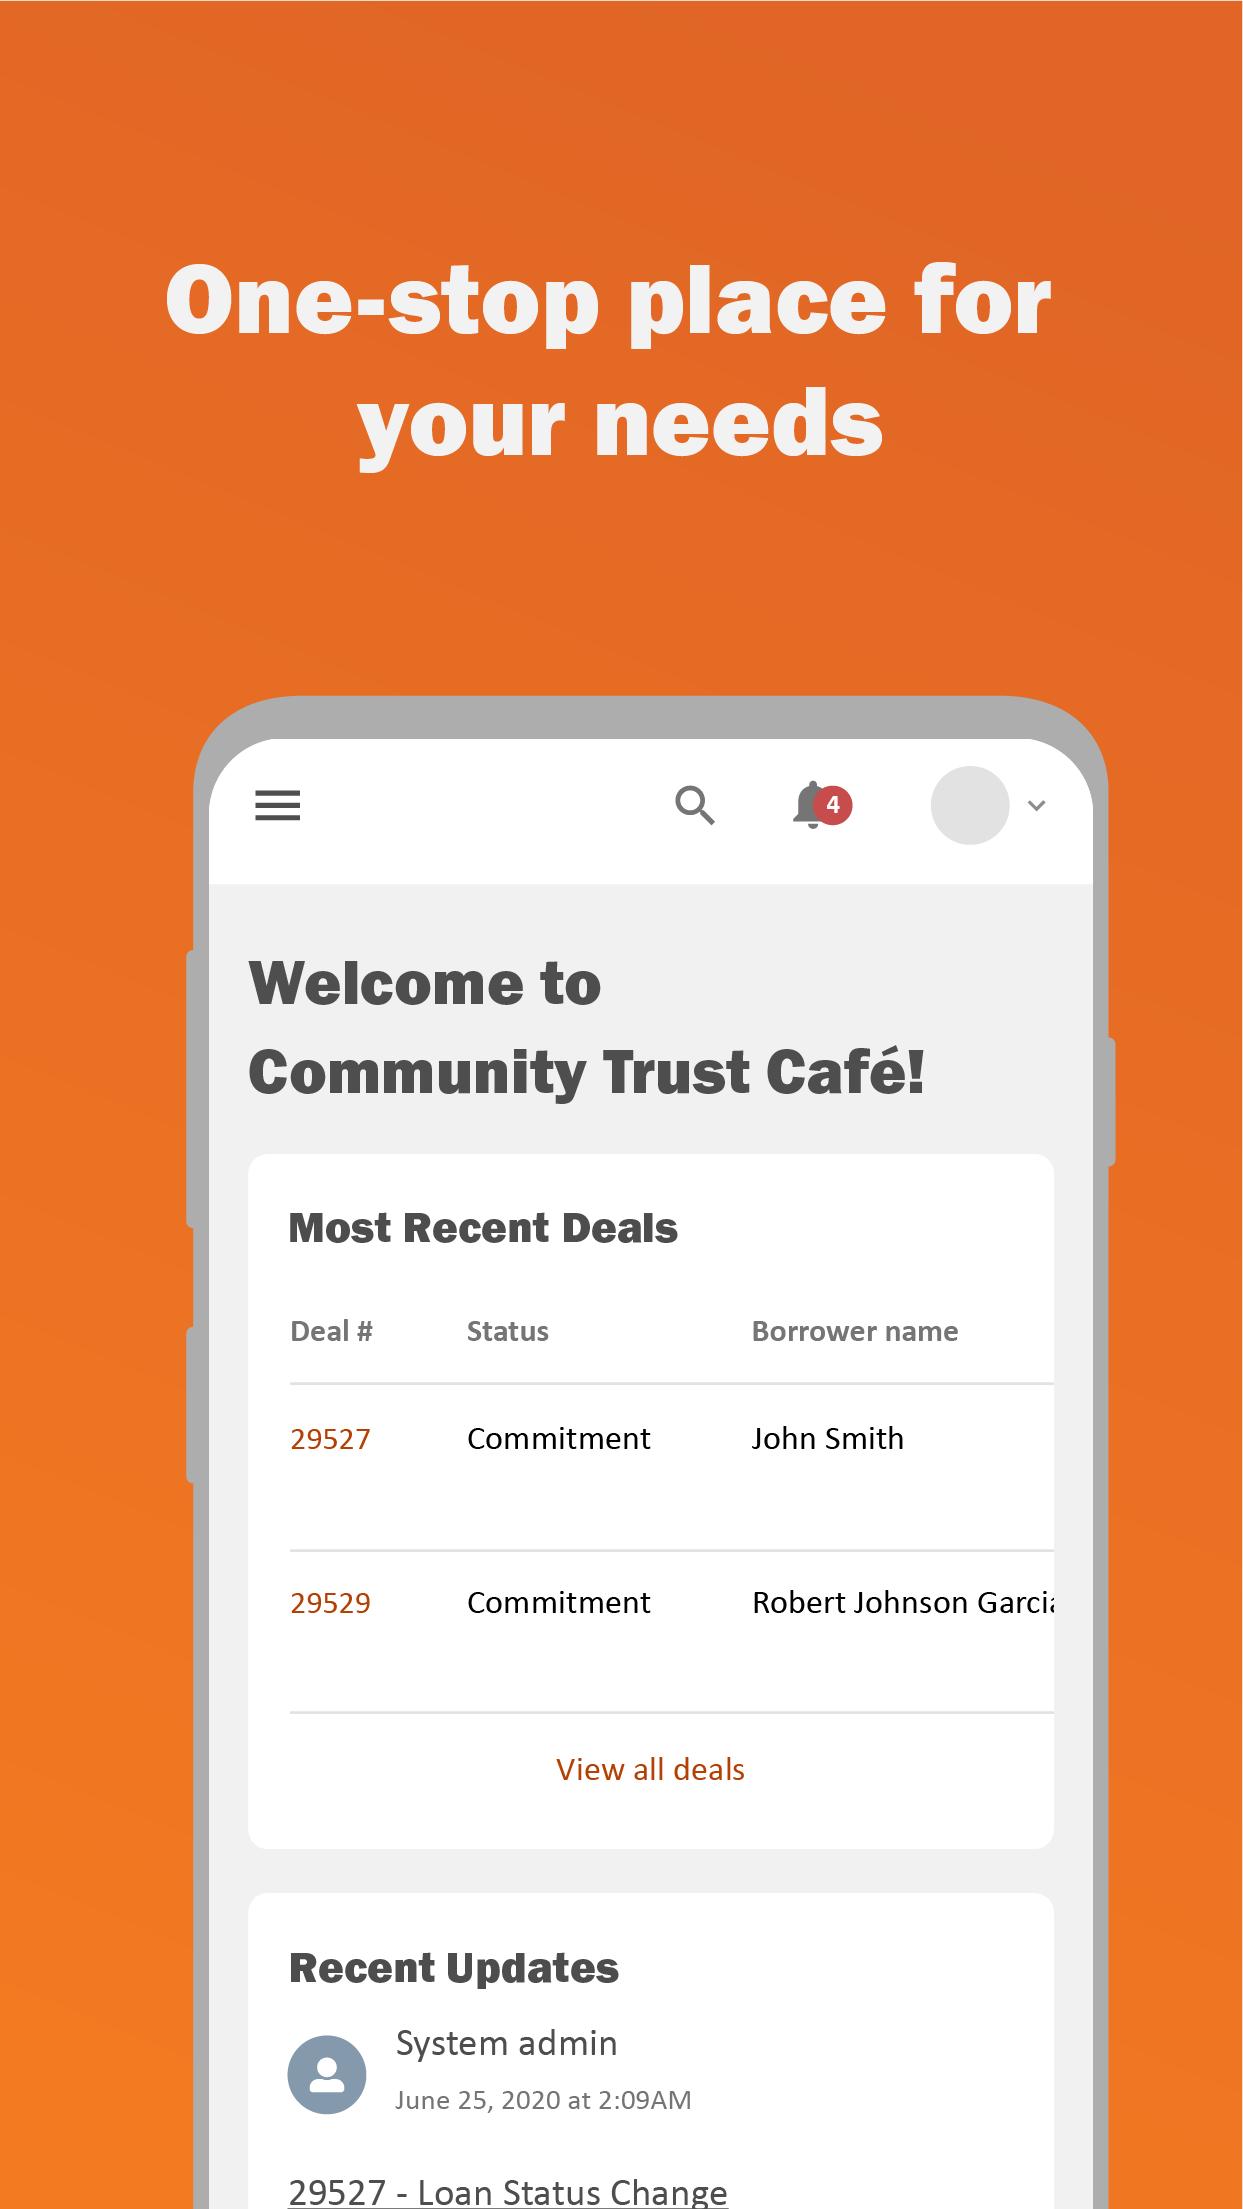 One-stop place for
your needs
4
Welcome to
Community Trust Café!
Most Recent Deals
Deal # Status Borrower name
29527 Commitment John Smith
29529 Commitment Robert Johnson Garcia
View all deals
Recent Updates
System admin
June 25, 2020 at 2:09AM
29527 - Loan Status Change